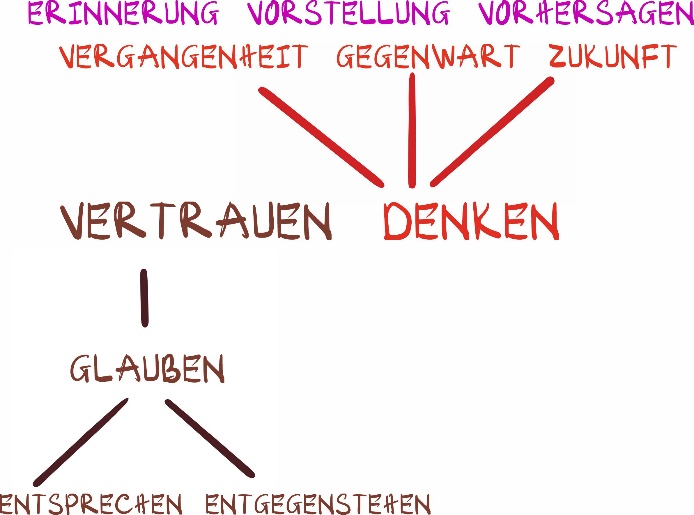 ERINNERUNG VORSTELLUNG VORHERSAGEN
VERGANGENHEIT GEGENWART ZUKUNFT
VERTRAUEN DENKEN
GLAUBEN
ENTSPRECHEN ENTGEGENSTEHEN